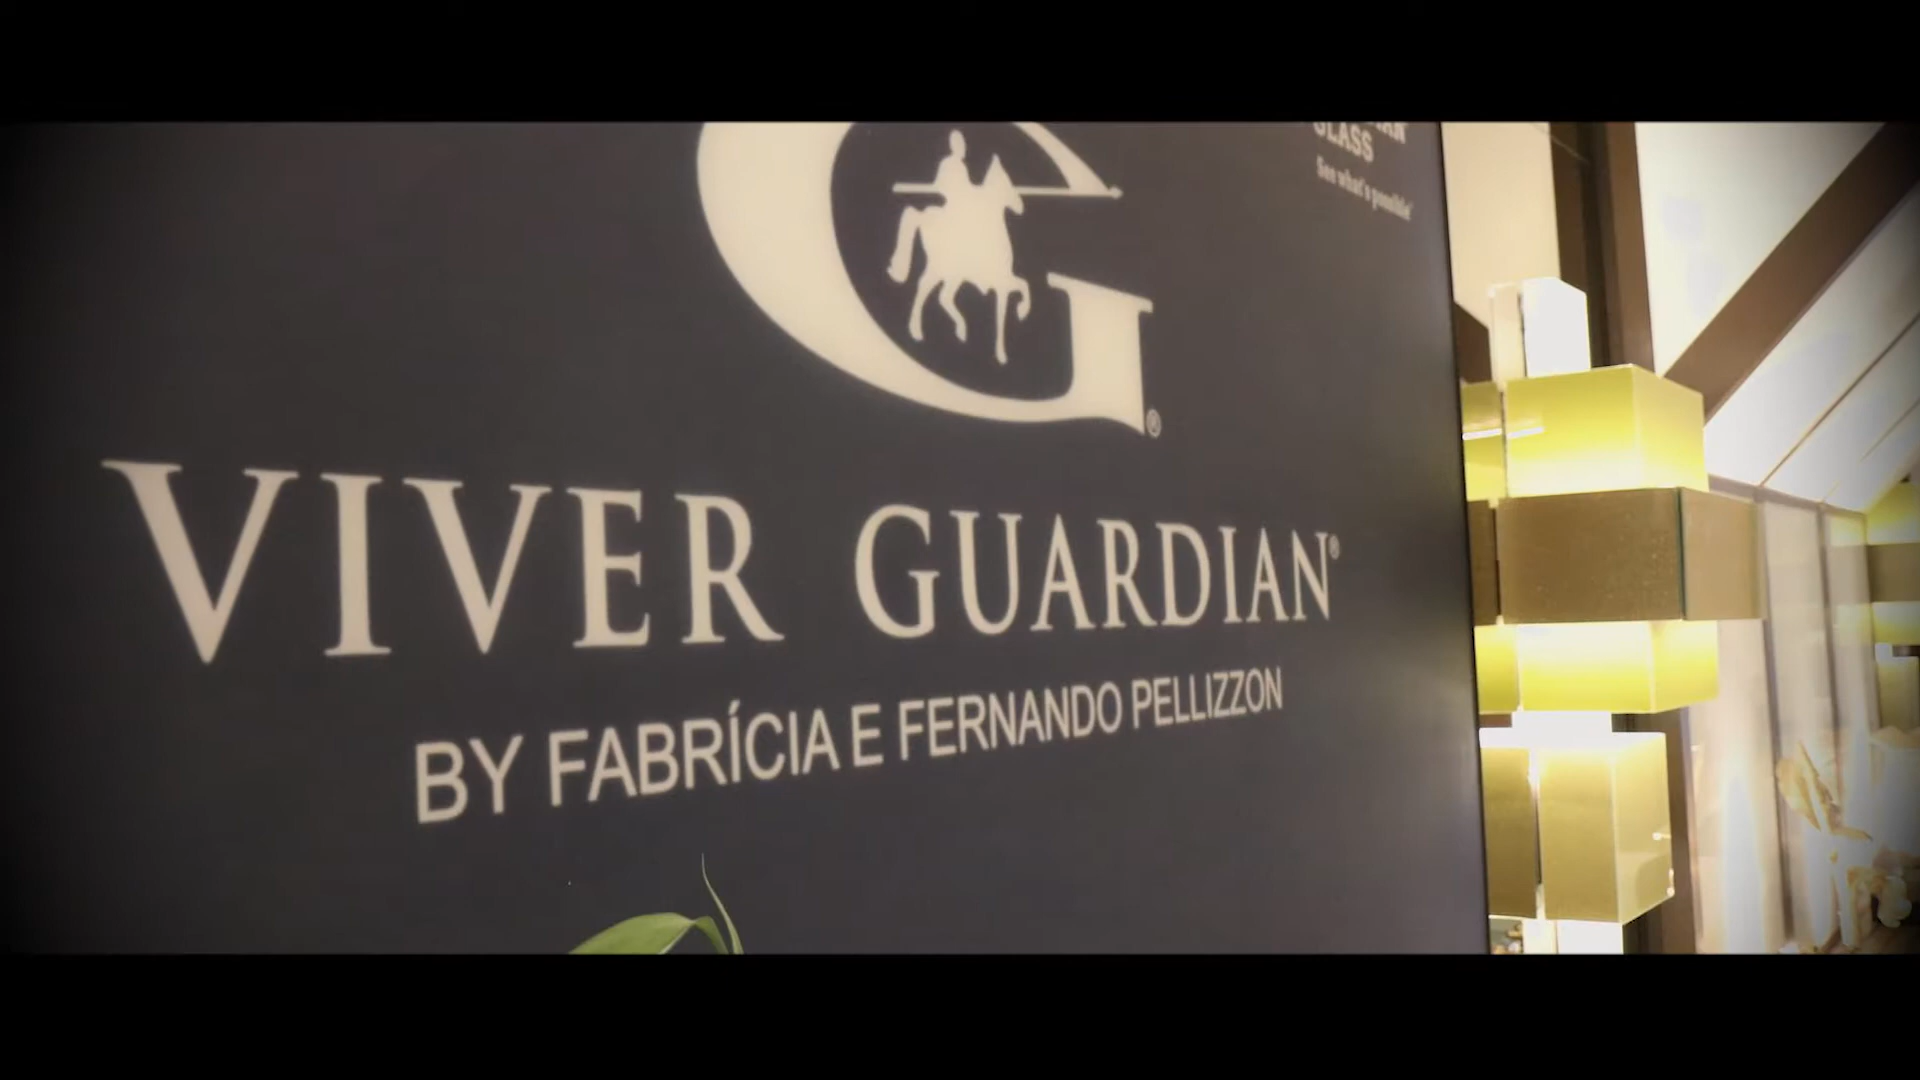 GLASS
See what's possible®
G®
VIVER GUARDIAN®
BY FABRÍCIA E FERNANDO PELLIZZON